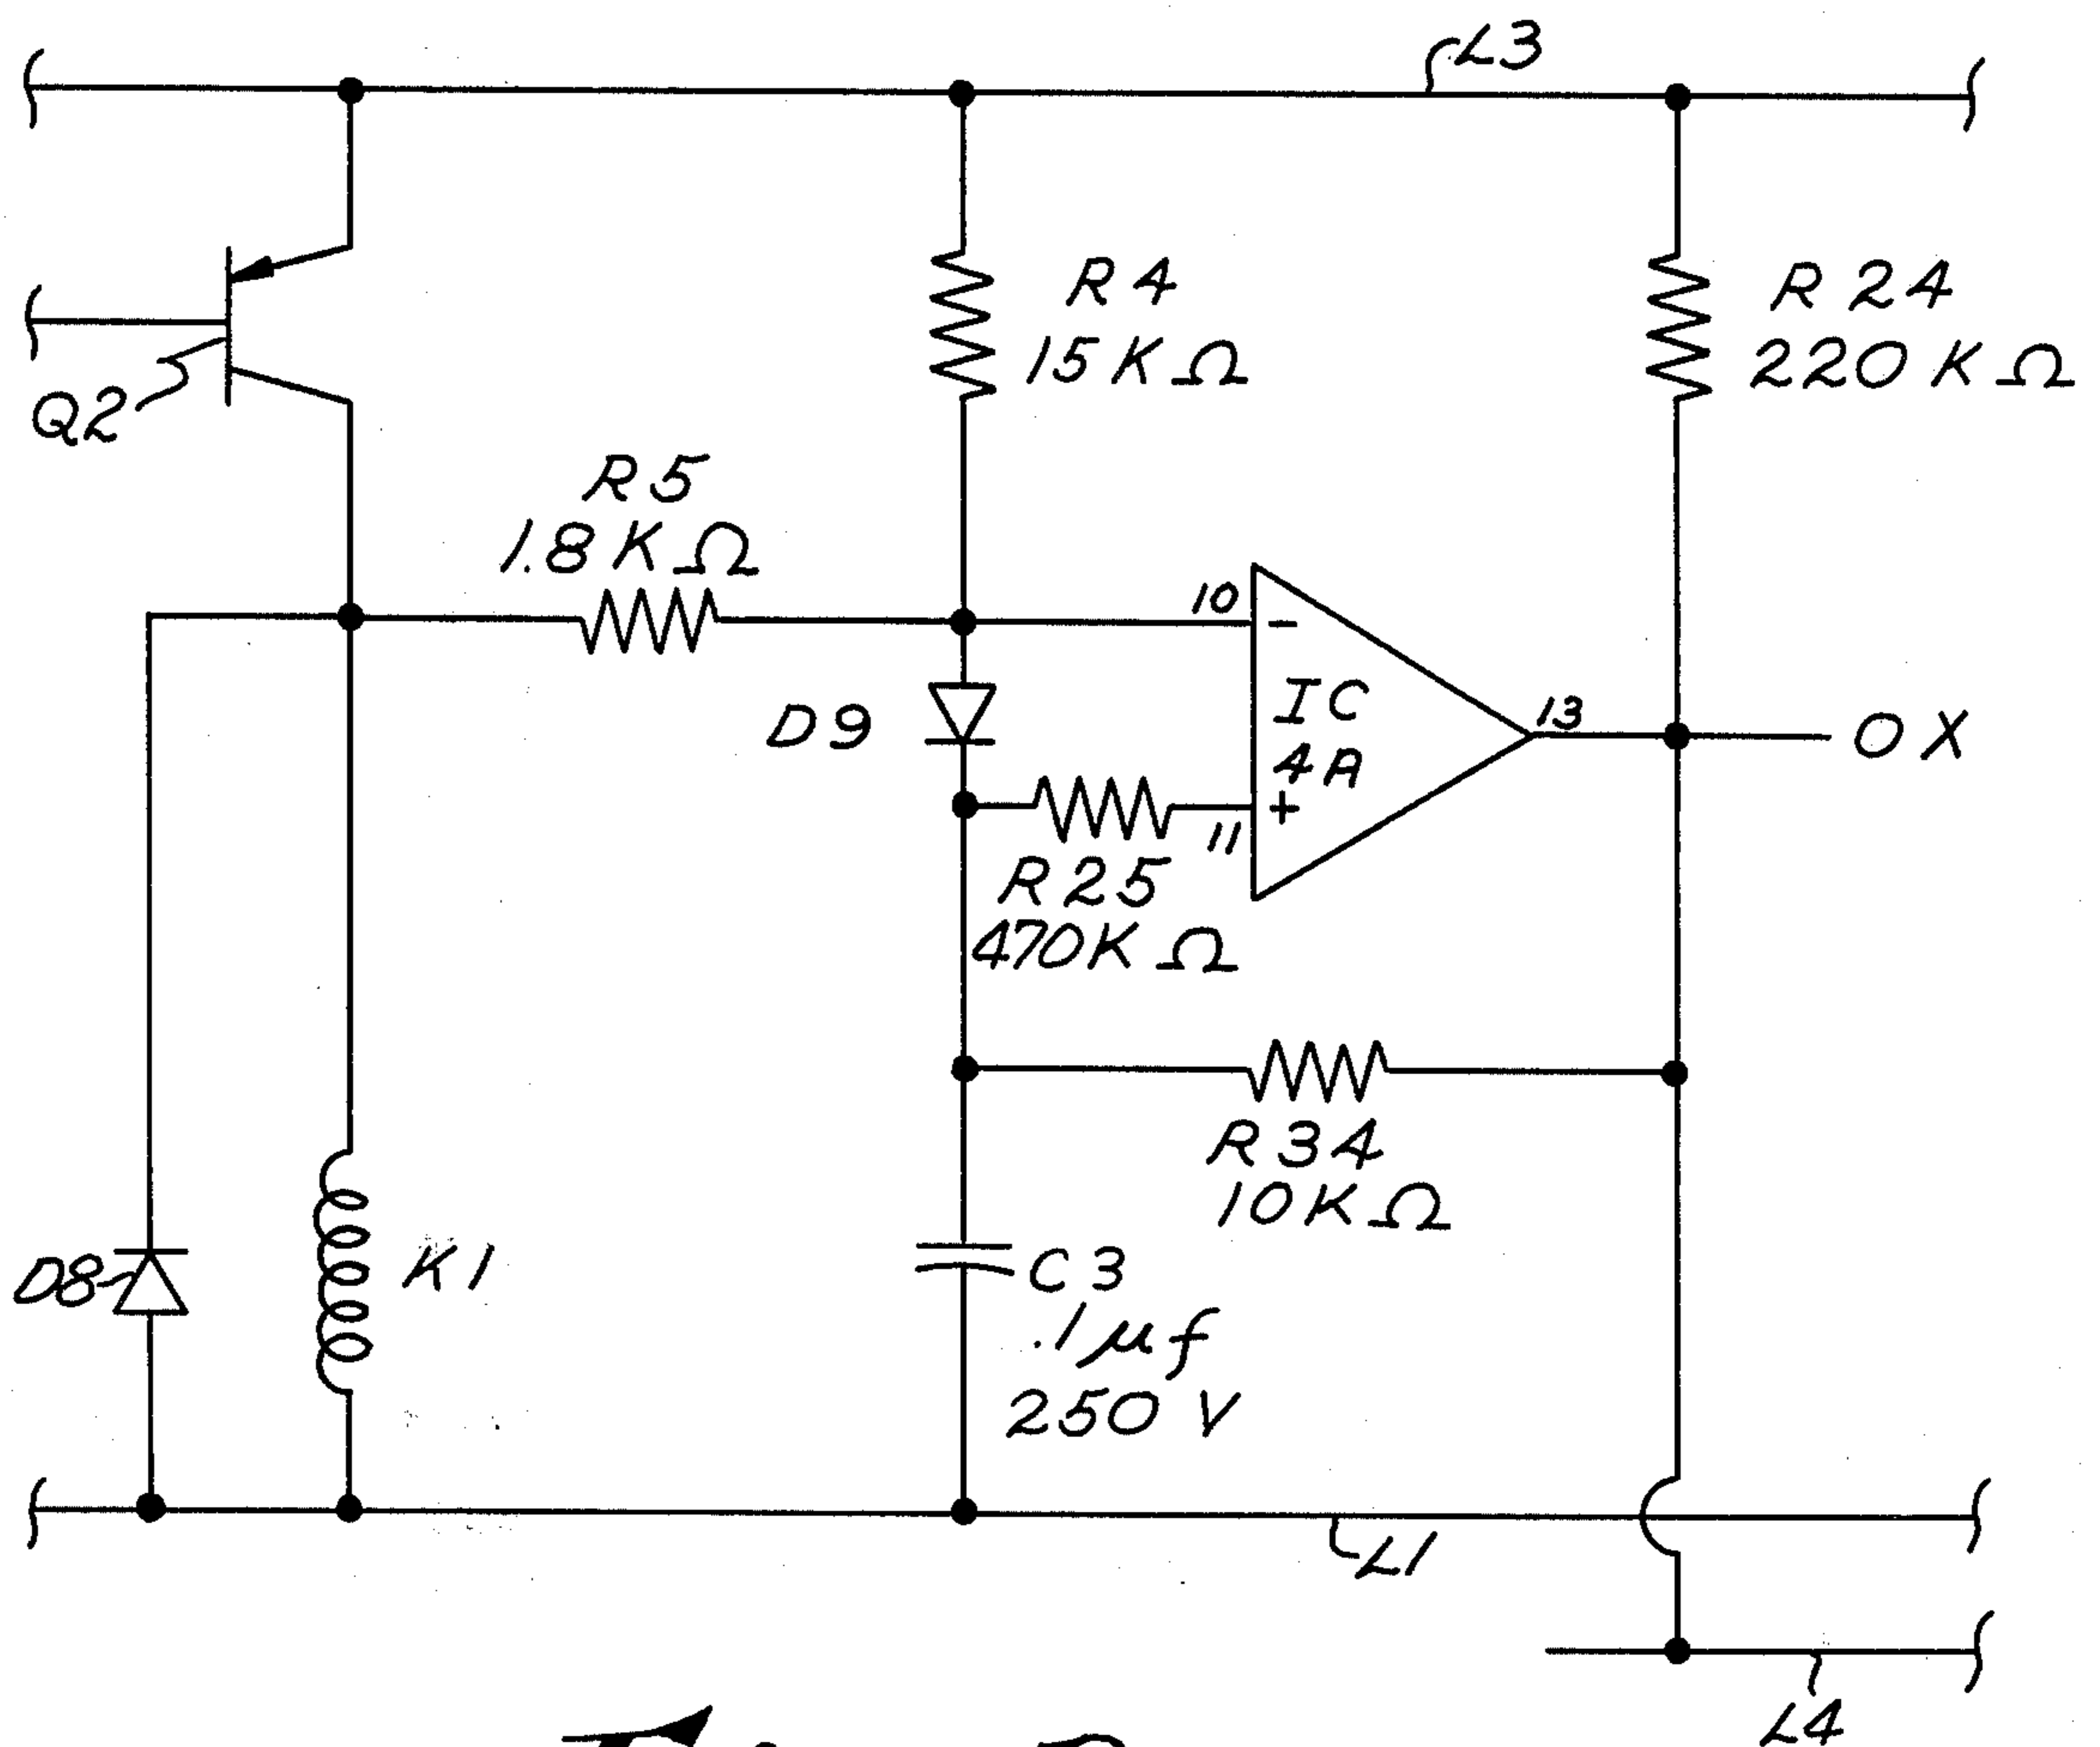 L3
R4
15KΩ
R24
220KΩ
Q2
R5
1.8KΩ
10
-
IC
4A
13
OX
D9
+
11
R25
470KΩ
R34
10KΩ
D8
K1
C3
.1µf
250V
L1
L4